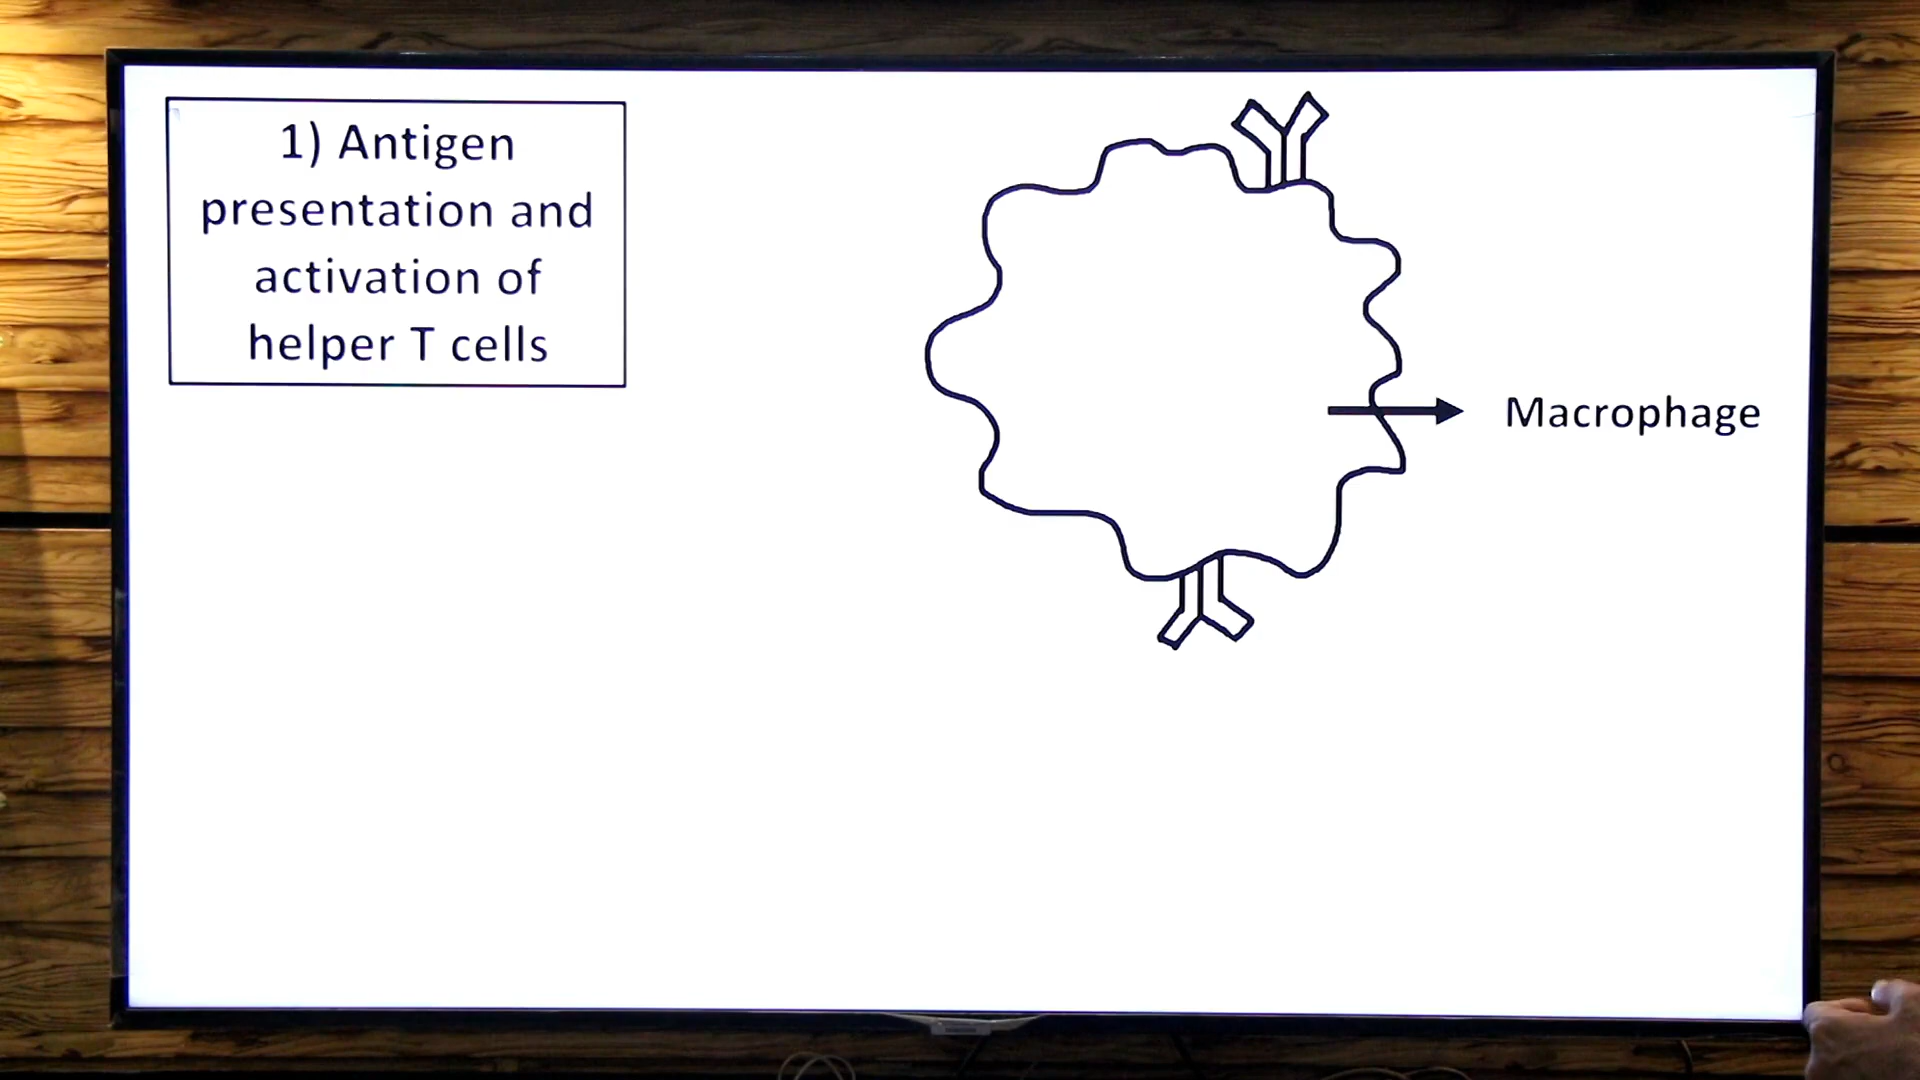 1) Antigen
presentation and
activation of
helper T cells
Macrophage